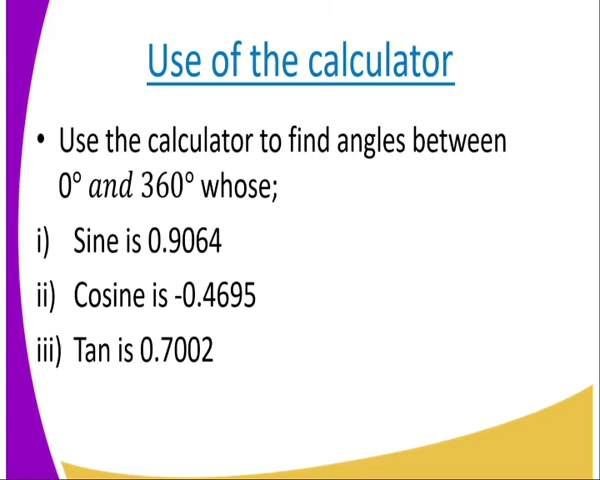 Use of the calculator
• Use the calculator to find angles between
0° and 360° whose;
i) Sine is 0.9064
ii) Cosine is -0.4695
iii) Tan is 0.7002